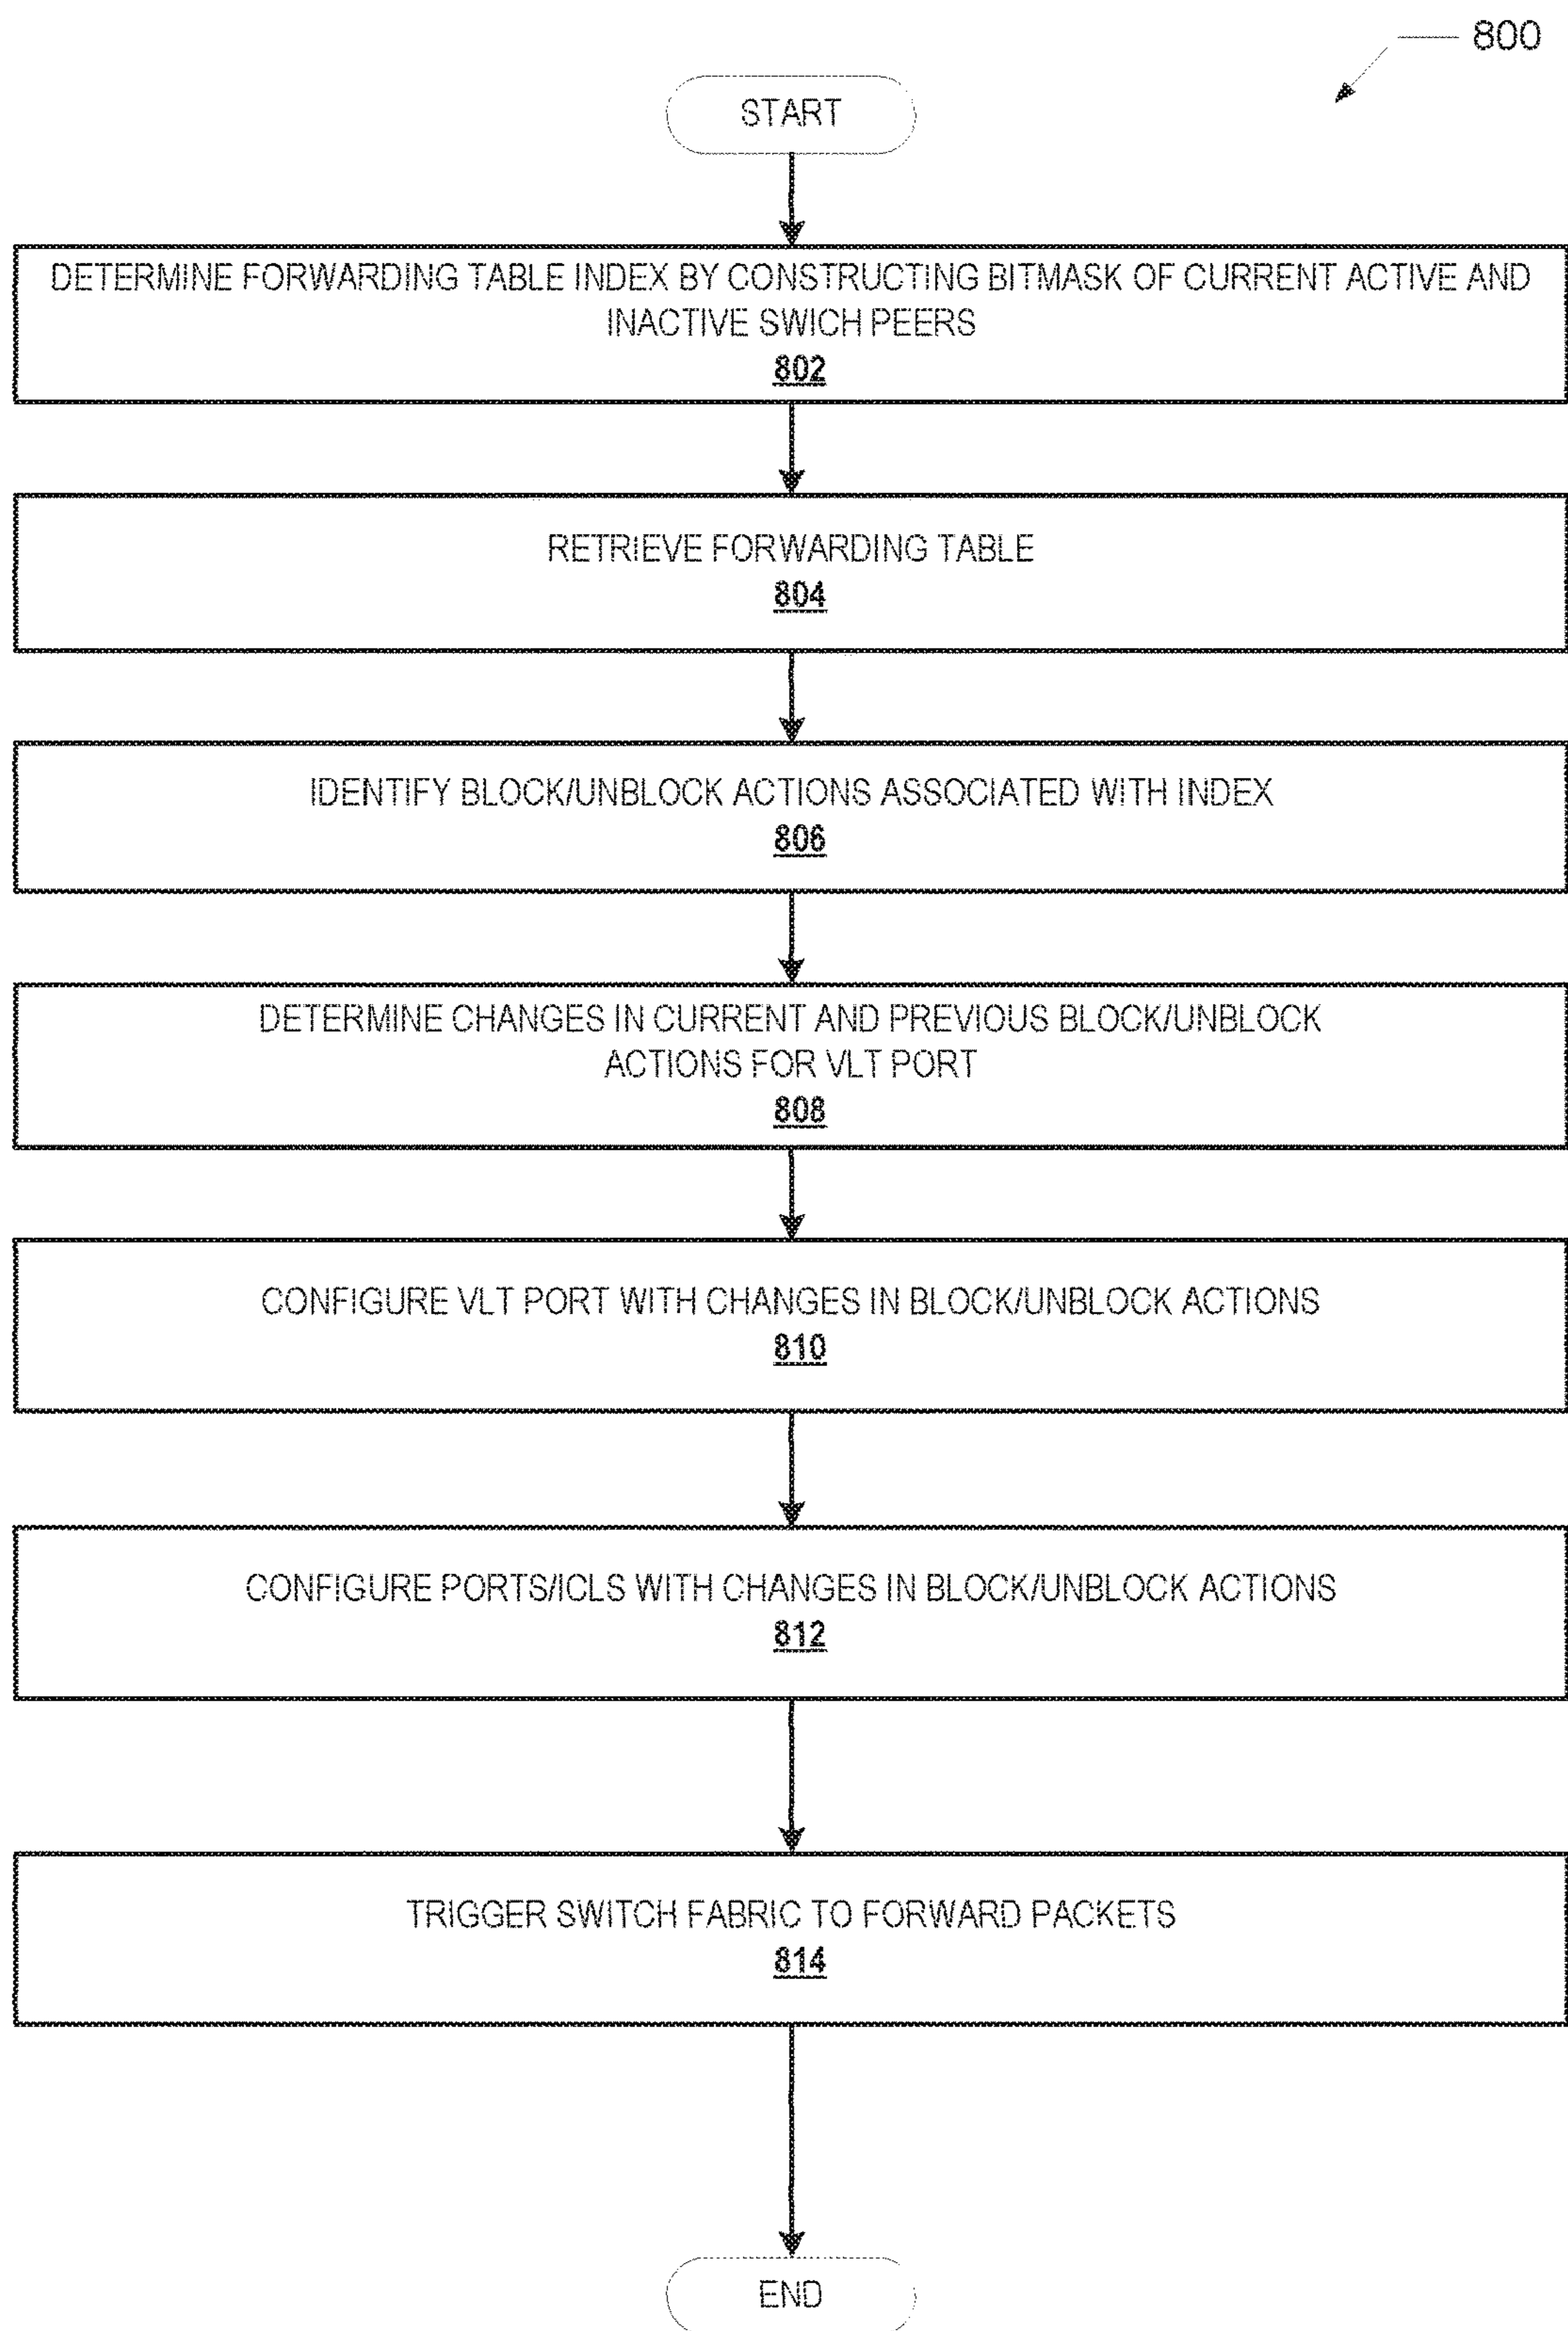 800
START
DETERMINE FORWARDING TABLE INDEX BY CONSTRUCTING BITMASK OF CURRENT ACTIVE AND
INACTIVE SWICH PEERS
802
RETRIEVE FORWARDING TABLE
804
IDENTIFY BLOCK/UNBLOCK ACTIONS ASSOCIATED WITH INDEX
806
DETERMINE CHANGES IN CURRENT AND PREVIOUS BLOCK/UNBLOCK
ACTIONS FOR VLT PORT
808
CONFIGURE VLT PORT WITH CHANGES IN BLOCK/UNBLOCK ACTIONS
810
CONFIGURE PORTS/ICLS WITH CHANGES IN BLOCK/UNBLOCK ACTIONS
812
TRIGGER SWITCH FABRIC TO FORWARD PACKETS
814
END